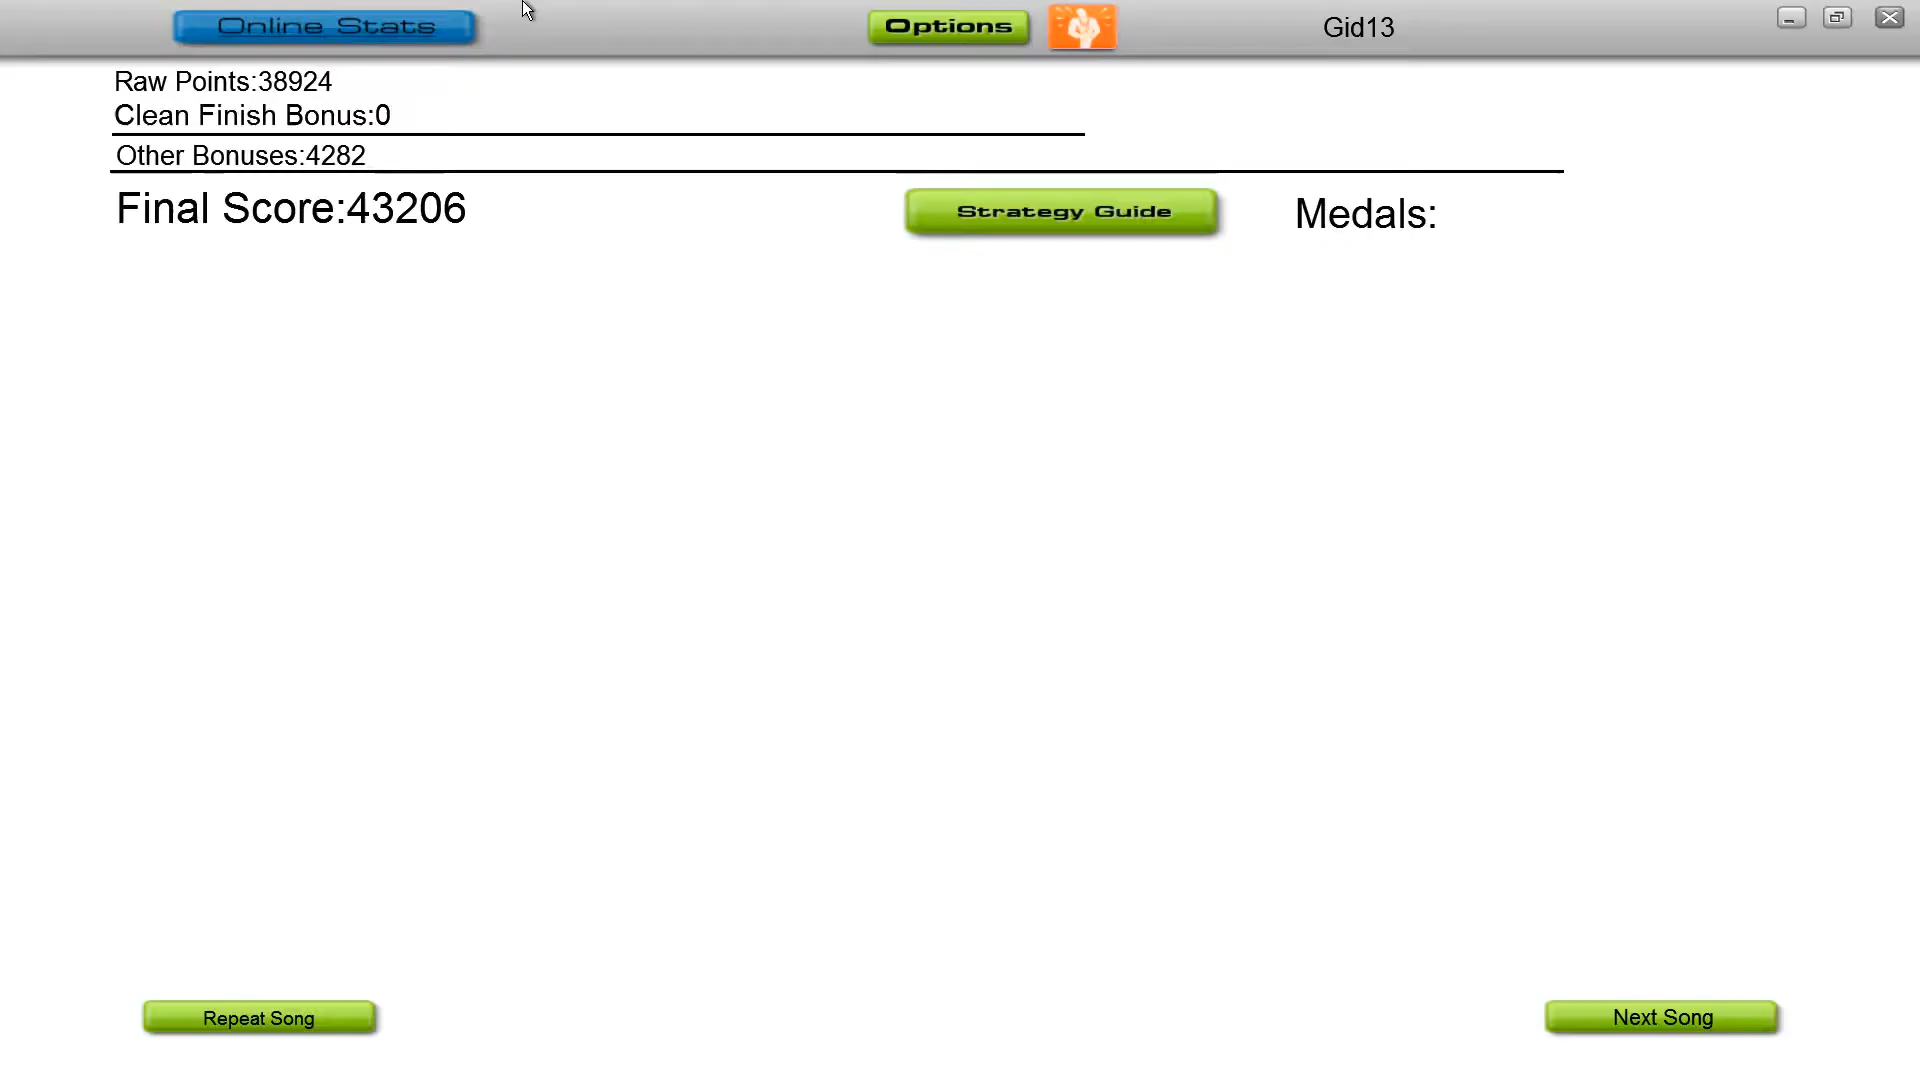 Online Stats
Options
Gid13
Raw Points:38924
Clean Finish Bonus:0
Other Bonuses:4282
Final Score:43206
Strategy Guide
Medals:
Repeat Song
Next Song